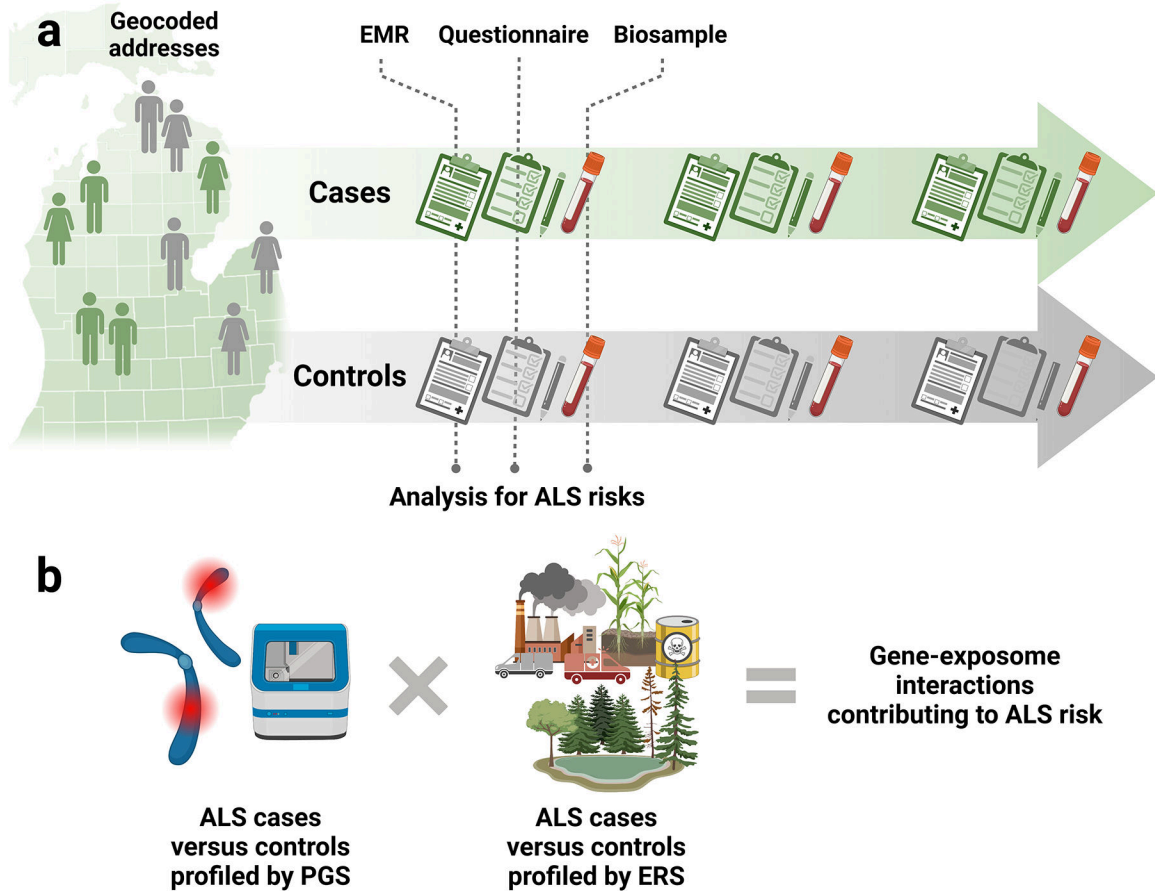 a
Geocoded
addresses
EMR
Questionnaire
Biosample
Cases
Controls
Analysis for ALS risks
b
Gene-exposome
interactions
contributing to ALS risk
ALS cases
versus controls
profiled by PGS
ALS cases
versus controls
profiled by ERS